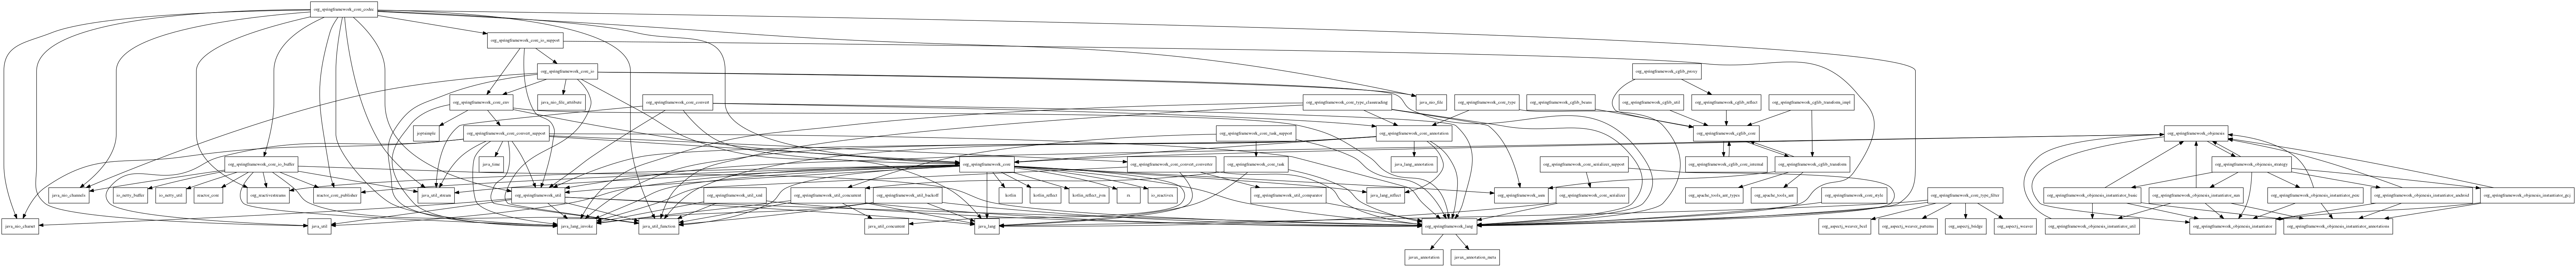 org_springframework_core_codec
org_springframework_core_io_support
org_springframework_core_io
org_springframework_cglib_proxy
org_springframework_core_env
java_nio_file_attribute
org_springframework_core_convert
java_nio_file
org_springframework_core_type_classreading
org_springframework_core_type
org_springframework_cglib_beans
org_springframework_cglib_util
org_springframework_cglib_reflect
org_springframework_cglib_transform_impl
joptsimple
org_springframework_core_convert_support
org_springframework_core_task_support
org_springframework_core_annotation
org_springframework_cglib_core
org_springframework_objenesis
org_springframework_core_io_buffer
java_time
org_springframework_core
org_springframework_core_convert_converter
org_springframework_core_task
java_lang_annotation
org_springframework_core_serializer_support
org_springframework_cglib_core_internal
org_springframework_cglib_transform
org_springframework_objenesis_strategy
java_nio_channels
io_netty_buffer
io_netty_util
reactor_core
org_reactivestreams
reactor_core_publisher
java_util_stream
org_springframework_util
org_springframework_util_xml
org_springframework_util_concurrent
org_springframework_util_backoff
kotlin
kotlin_reflect
kotlin_reflect_jvm
rx
io_reactivex
org_springframework_util_comparator
java_lang_reflect
org_springframework_asm
org_springframework_core_serializer
org_springframework_core_style
org_apache_tools_ant_types
org_apache_tools_ant
org_springframework_core_type_filter
org_springframework_objenesis_instantiator_basic
org_springframework_objenesis_instantiator_sun
org_springframework_objenesis_instantiator_perc
org_springframework_objenesis_instantiator_android
org_springframework_objenesis_instantiator_gcj
java_nio_charset
java_util
java_lang_invoke
java_util_function
java_util_concurrent
java_lang
org_springframework_lang
org_aspectj_weaver_bcel
org_aspectj_weaver_patterns
org_aspectj_bridge
org_aspectj_weaver
org_springframework_objenesis_instantiator_util
org_springframework_objenesis_instantiator
org_springframework_objenesis_instantiator_annotations
javax_annotation
javax_annotation_meta